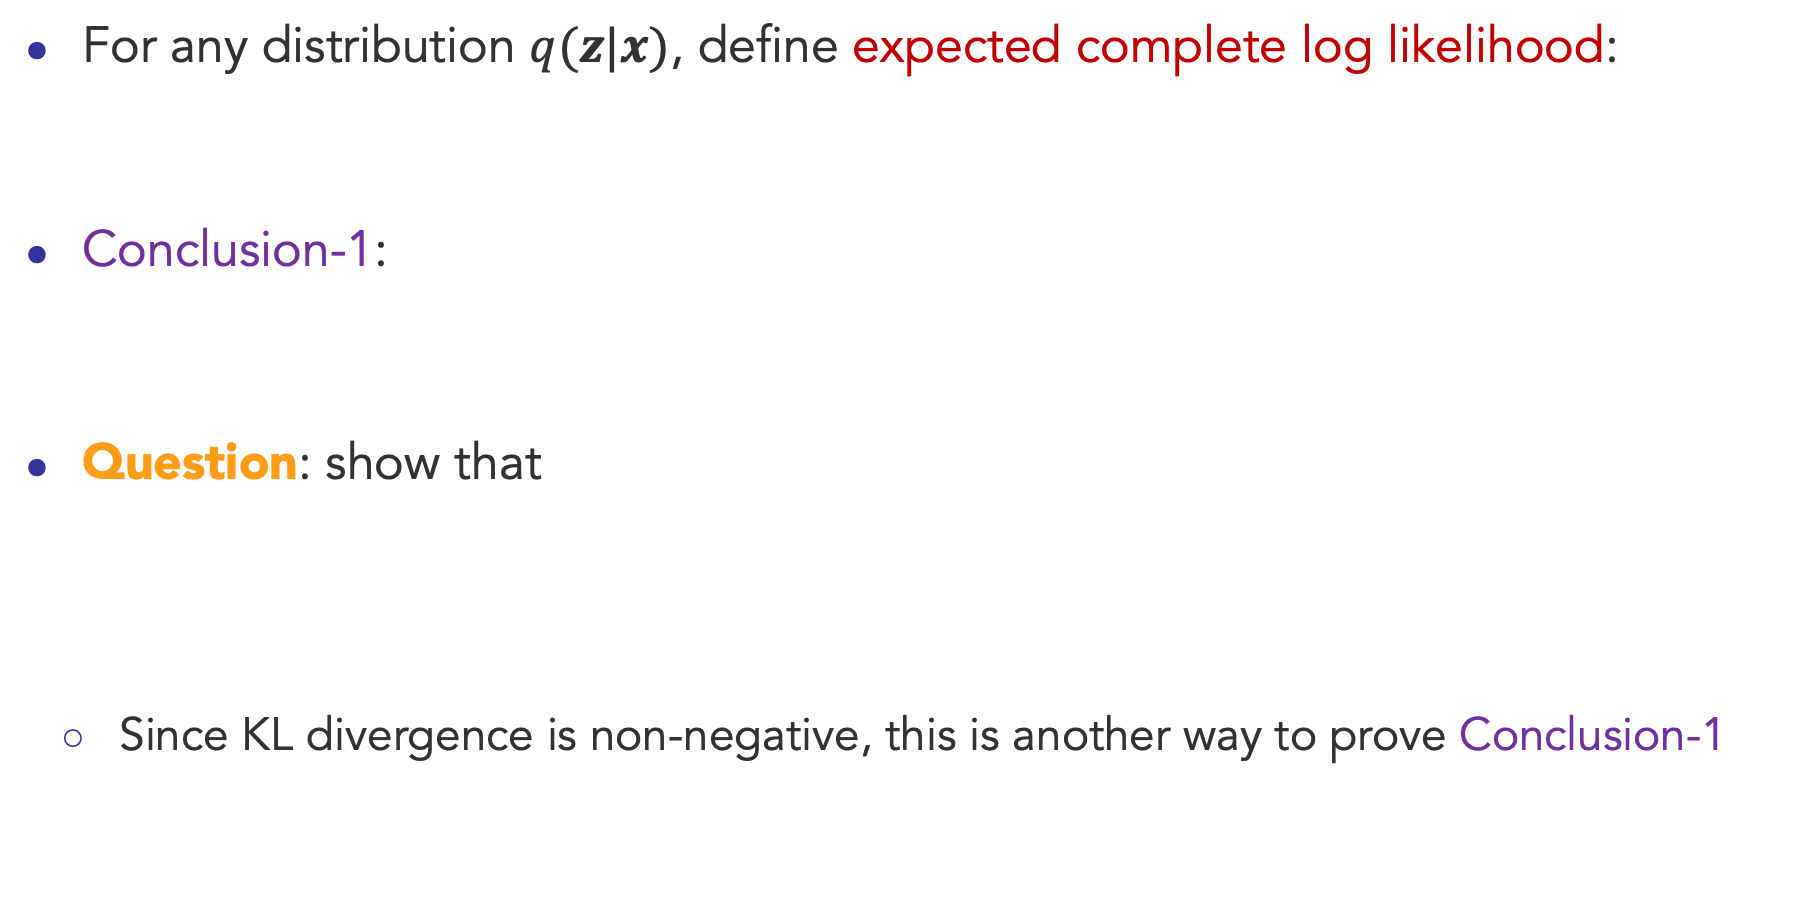 • For any distribution q(z|x), define expected complete log likelihood:
• Conclusion-1:
• Question: show that
○ Since KL divergence is non-negative, this is another way to prove Conclusion-1